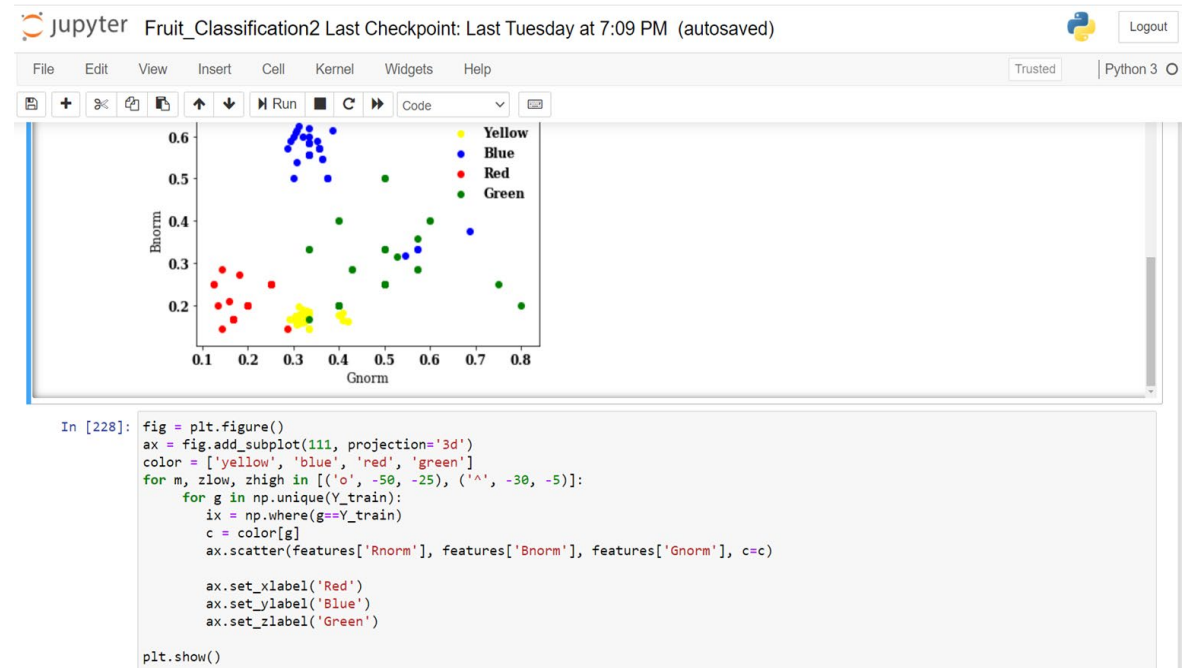 jupyter Fruit_Classification2 Last Checkpoint: Last Tuesday at 7:09 PM (autosaved)
Logout
File Edit View Insert Cell Kernel Widgets Help
Trusted Python 3
Run Code
0.6
0.5
0.4
0.3
0.2
Bnorm
Yellow
Blue
Red
Green
0.1 0.2 0.3 0.4 0.5 0.6 0.7 0.8
Gnorm
In [228]: fig = plt.figure()
ax = fig.add_subplot(111, projection='3d')
color = ['yellow', 'blue', 'red', 'green']
for m, zlow, zhigh in [('o', -50, -25), ('^', -30, -5)]:
     for g in np.unique(Y_train):
        ix = np.where(g==Y_train)
        c = color[g]
        ax.scatter(features['Rnorm'], features['Bnorm'], features['Gnorm'], c=c)
        ax.set_xlabel('Red')
        ax.set_ylabel('Blue')
        ax.set_zlabel('Green')
plt.show()